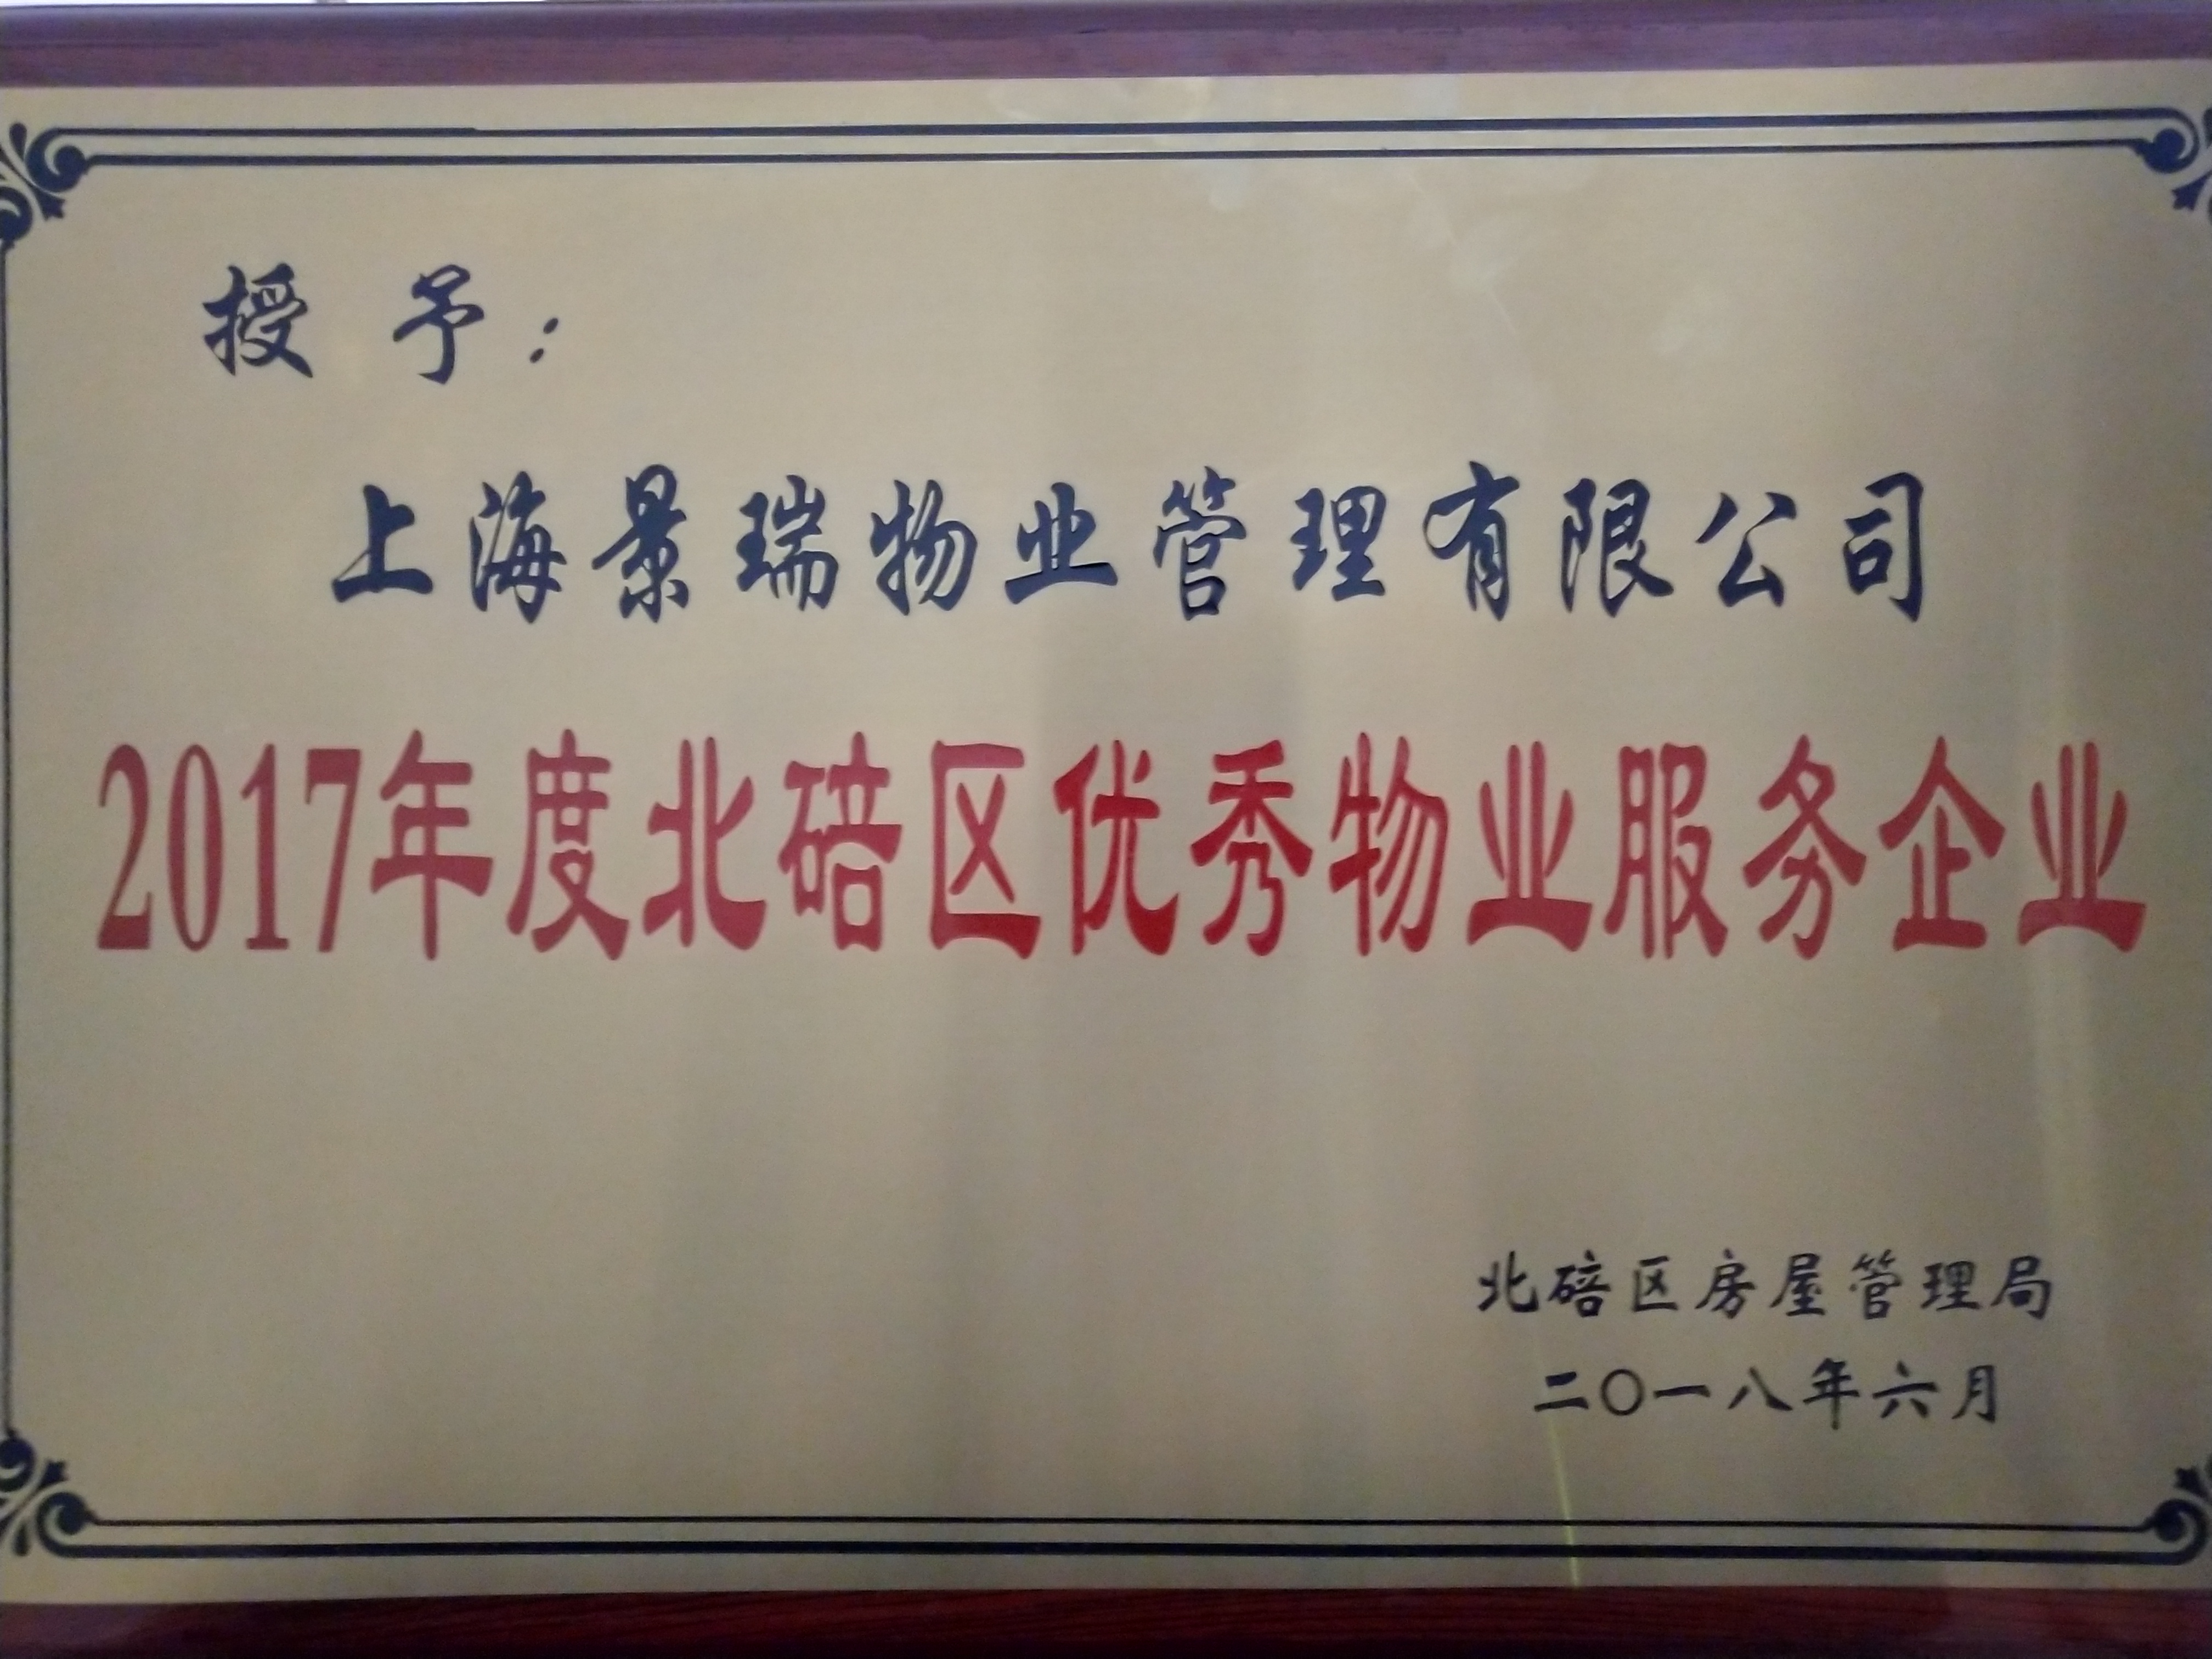 授予：
上海景瑞物业管理有限公司
2017年度北碚区优秀物业服务企业
北碚区房屋管理局
二〇一八年六月